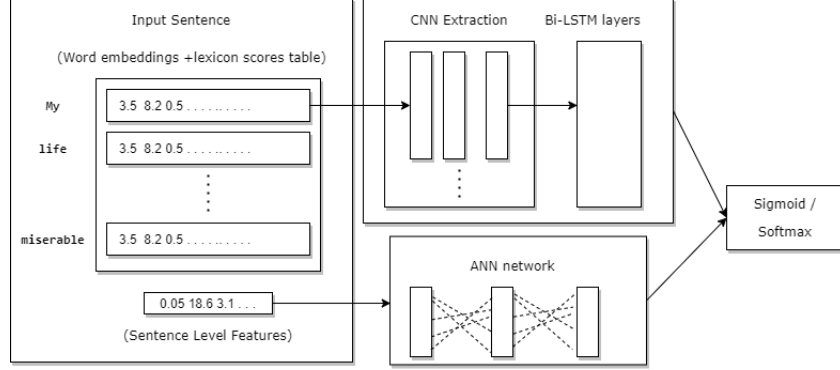 Input Sentence
(Word embeddings +lexicon scores table)
My
3.5 8.2 0.5 . . . . . . . . . .
life
3.5 8.2 0.5 . . . . . . . . . .
miserable
3.5 8.2 0.5 . . . . . . . . . .
0.05 18.6 3.1 . . .
(Sentence Level Features)
CNN Extraction
Bi-LSTM layers
ANN network
Sigmoid /
Softmax